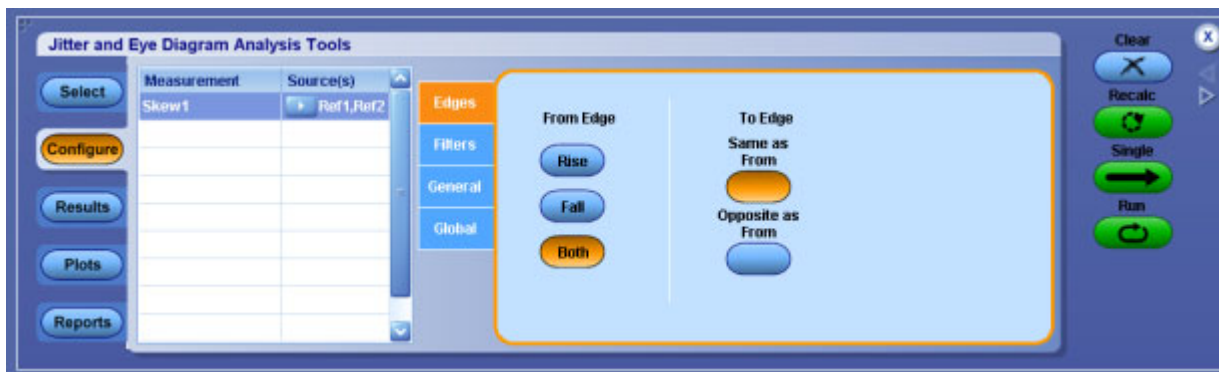 Jitter and Eye Diagram Analysis Tools
Select
Configure
Results
Plots
Reports
Measurement Source(s)
Skew1 Ref1,Ref2
Edges
Filters
General
Global
From Edge
Rise
Fall
Both
To Edge
Same as
From
Opposite as
From
Clear
X
Recalc
Single
Run